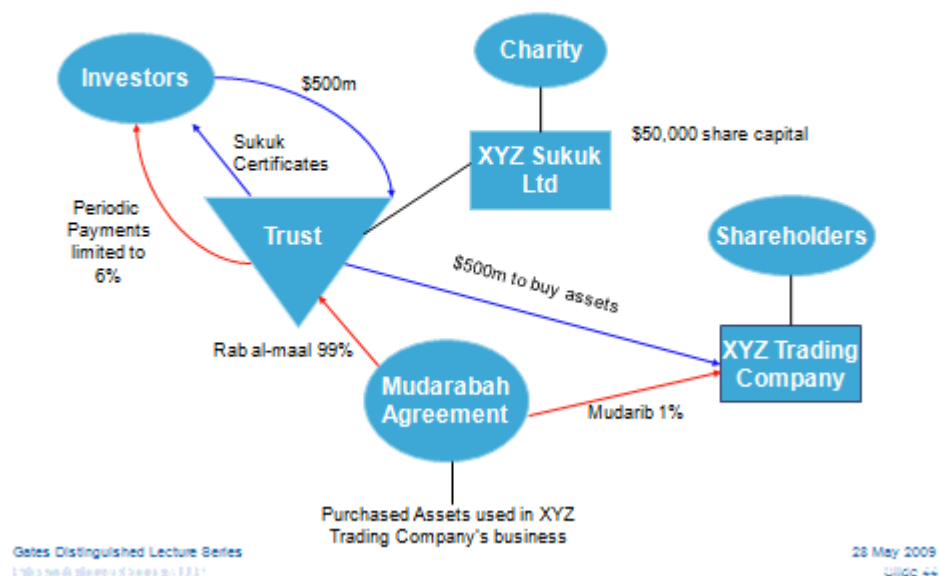 Charity
Investors
$500m
Sukuk
Certificates
$50,000 share capital
XYZ Sukuk
Ltd
Periodic
Payments
limited to
6%
Trust
Shareholders
$500m to buy assets
Rab al-maal 99%
XYZ Trading
Company
Mudarabah
Agreement
Mudarib 1%
Purchased Assets used in XYZ
Trading Company's business
Gates Distinguished Lecture Series
28 May 2009
Slide 44